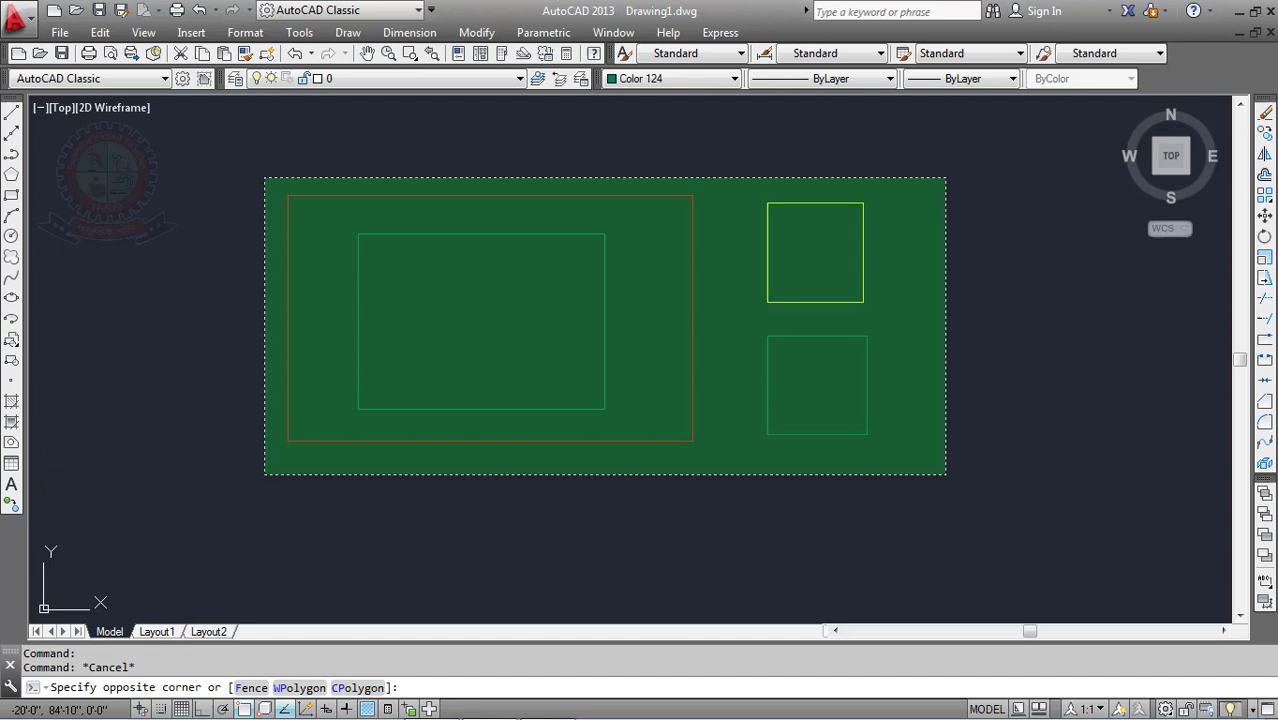 AutoCAD Classic
AutoCAD 2013 Drawing1.dwg
Type a keyword or phrase
Sign In
File Edit View Insert Format Tools Draw Dimension Modify Parametric Window Help Express
Standard Standard Standard Standard
AutoCAD Classic 0 Color 124 ByLayer ByLayer ByColor
[−][Top][2D Wireframe]
N
W TOP E
S
WCS
Y
X
Model Layout1 Layout2
Command:
Command: *Cancel*
Specify opposite corner or [Fence WPolygon CPolygon]:
-20'-0", 84'-10", 0'-0" MODEL 1:1